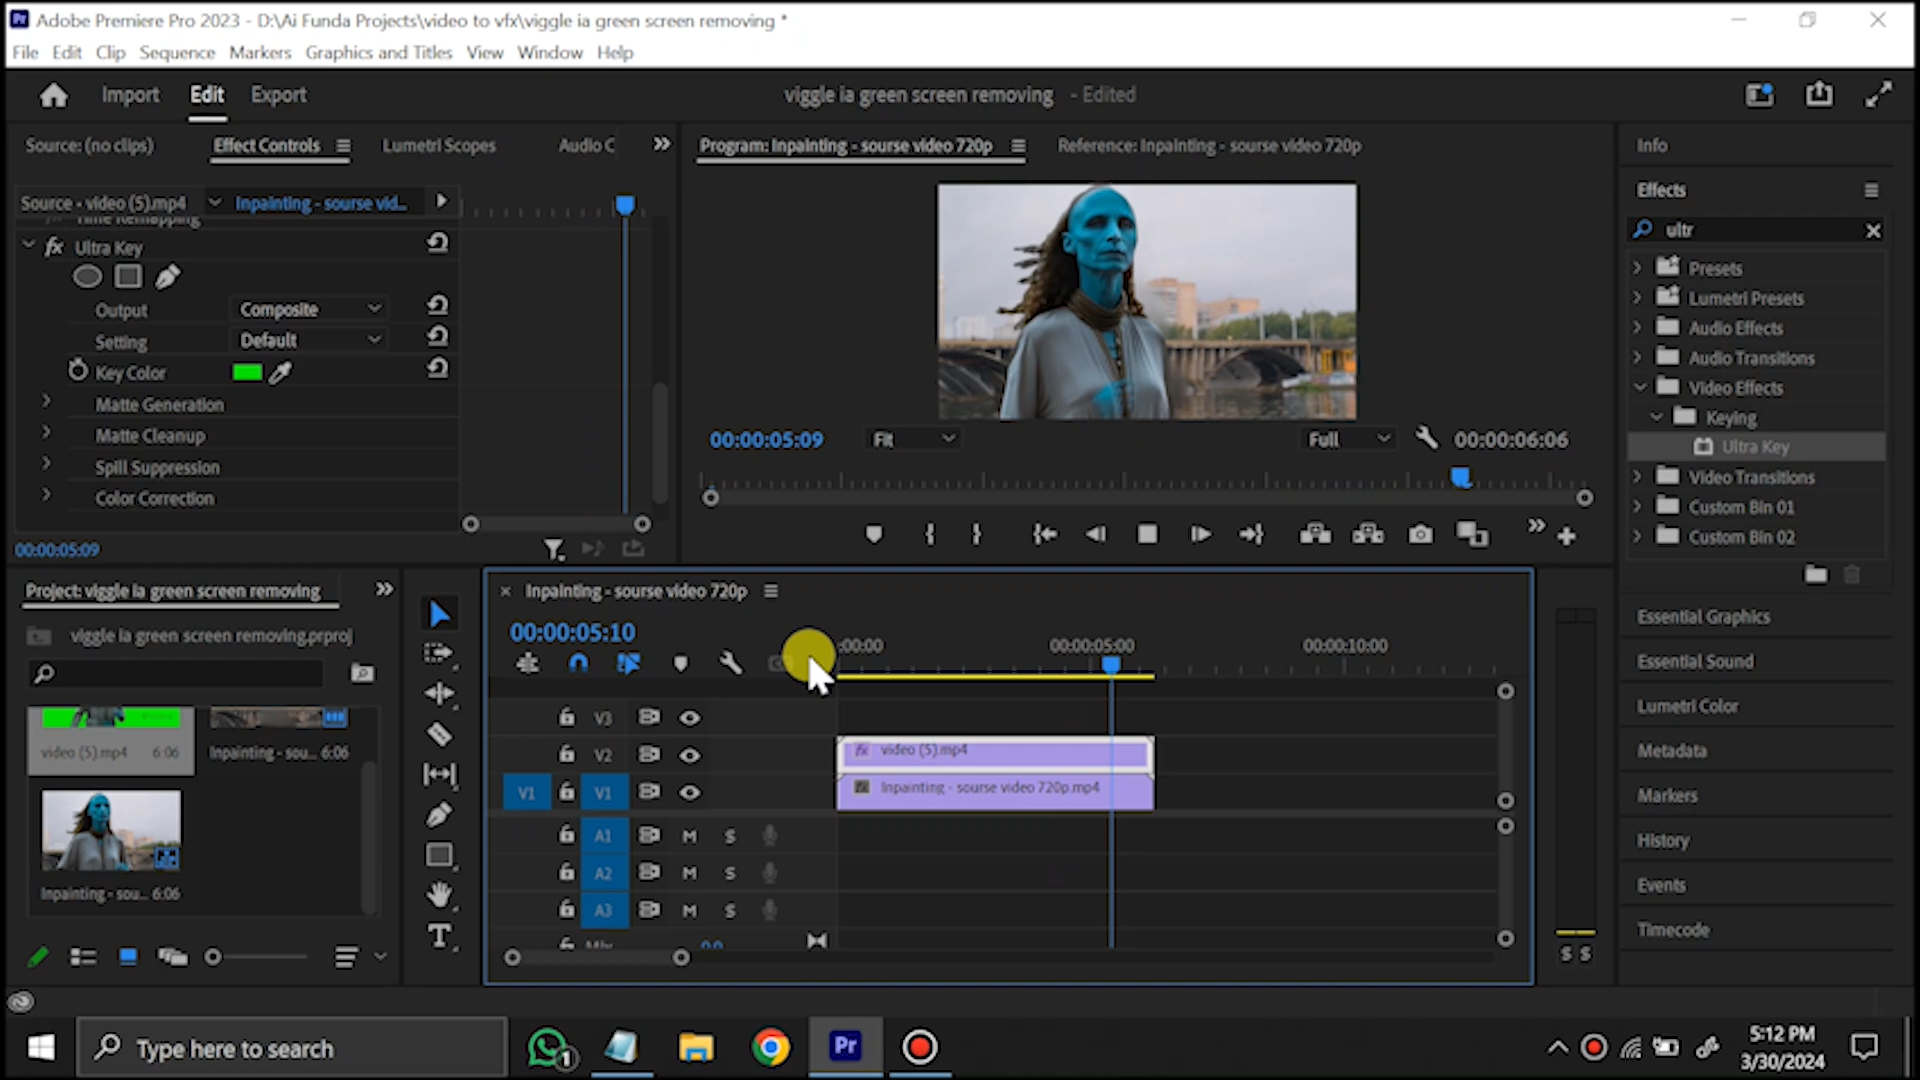 Adobe Premiere Pro 2023 - D:\Ai Funda Projects\video to vfx\viggle ia green screen removing *
File Edit Clip Sequence Markers Graphics and Titles View Window Help
Import Edit Export
viggle ia green screen removing - Edited
Source: (no clips) Effect Controls Lumetri Scopes Audio C
Program: Inpainting - sourse video 720p Reference: Inpainting - sourse video 720p
Info
Source - video (5).mp4 Inpainting - sourse vid...
Time Remapping
fx Ultra Key
Output Composite
Setting Default
Key Color
Matte Generation
Matte Cleanup
Spill Suppression
Color Correction
00:00:05:09
00:00:05:09 Fit Full 00:00:06:06
Effects
ultr
Presets
Lumetri Presets
Audio Effects
Audio Transitions
Video Effects
Keying
Ultra Key
Video Transitions
Custom Bin 01
Custom Bin 02
Project: viggle ia green screen removing
viggle ia green screen removing.prproj
video (5).mp4 6:06
Inpainting - sou... 6:06
Inpainting - sou... 6:06
T
Inpainting - sourse video 720p
00:00:05:10
:00:00 00:00:05:00 00:00:10:00
V3
V2
V1 V1
fx video (5).mp4
fx Inpainting - sourse video 720p.mp4
A1 M S
A2 M S
A3 M S
Mix 0.0
S S
Essential Graphics
Essential Sound
Lumetri Color
Metadata
Markers
History
Events
Timecode
Type here to search
1
Pr
5:12 PM
3/30/2024